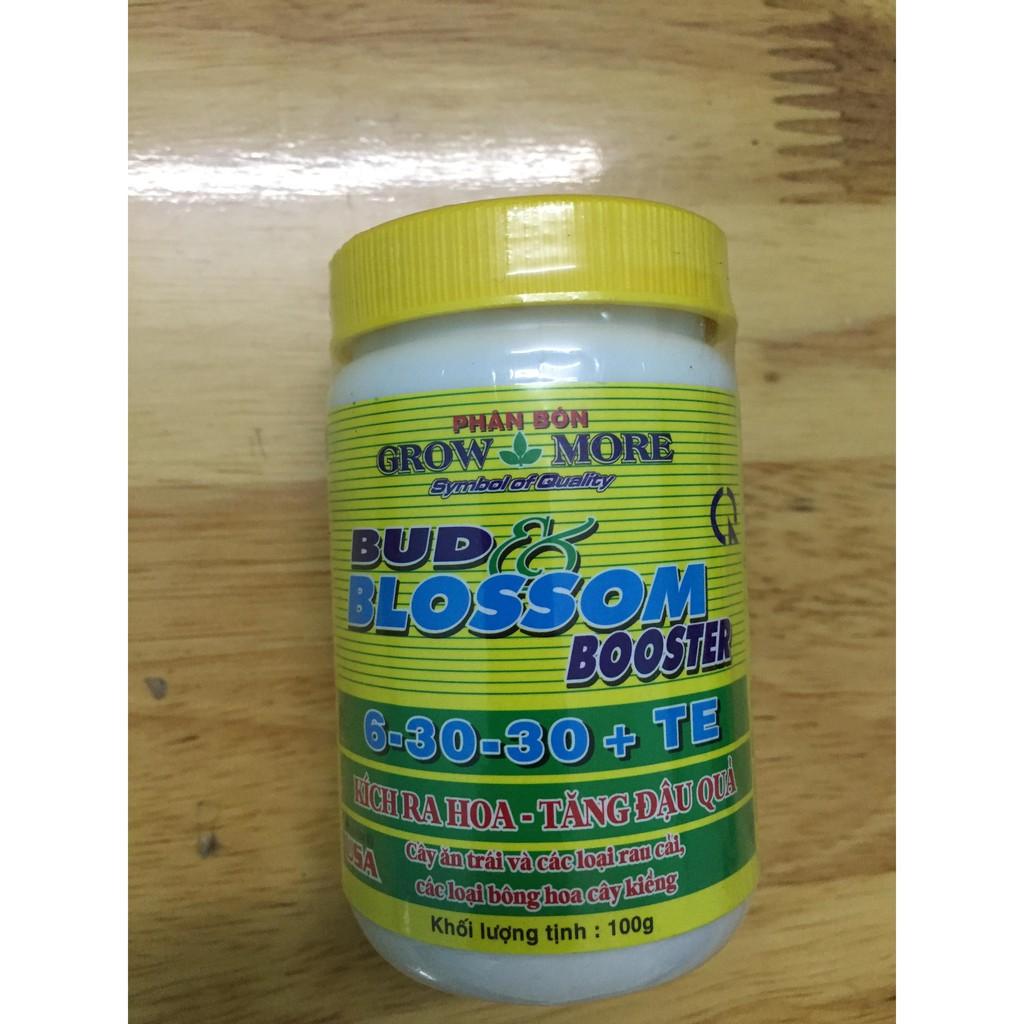 PHÂN BÓN
GROW MORE
Symbol of Quality
BUD &
BLOSSOM
BOOSTER
6-30-30 + TE
KÍCH RA HOA - TĂNG ĐẬU QUẢ
USA
Cây ăn trái và các loại rau cải,
các loại bông hoa cây kiểng
Khối lượng tịnh : 100g